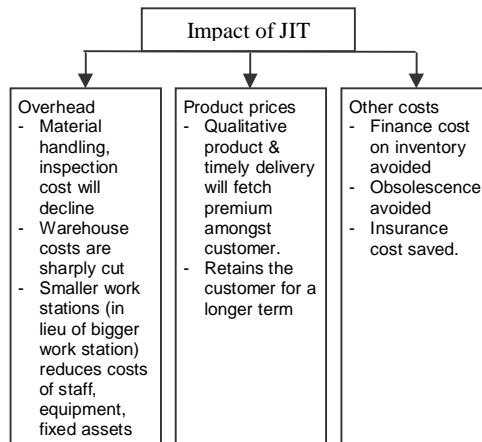 Impact of JIT
Overhead
- Material
handling,
inspection
cost will
decline
- Warehouse
costs are
sharply cut
- Smaller work
stations (in
lieu of bigger
work station)
reduces costs
of staff,
equipment,
fixed assets
Product prices
- Qualitative
product &
timely delivery
will fetch
premium
amongst
customer.
- Retains the
customer for a
longer term
Other costs
- Finance cost
on inventory
avoided
- Obsolescence
avoided
- Insurance
cost saved.